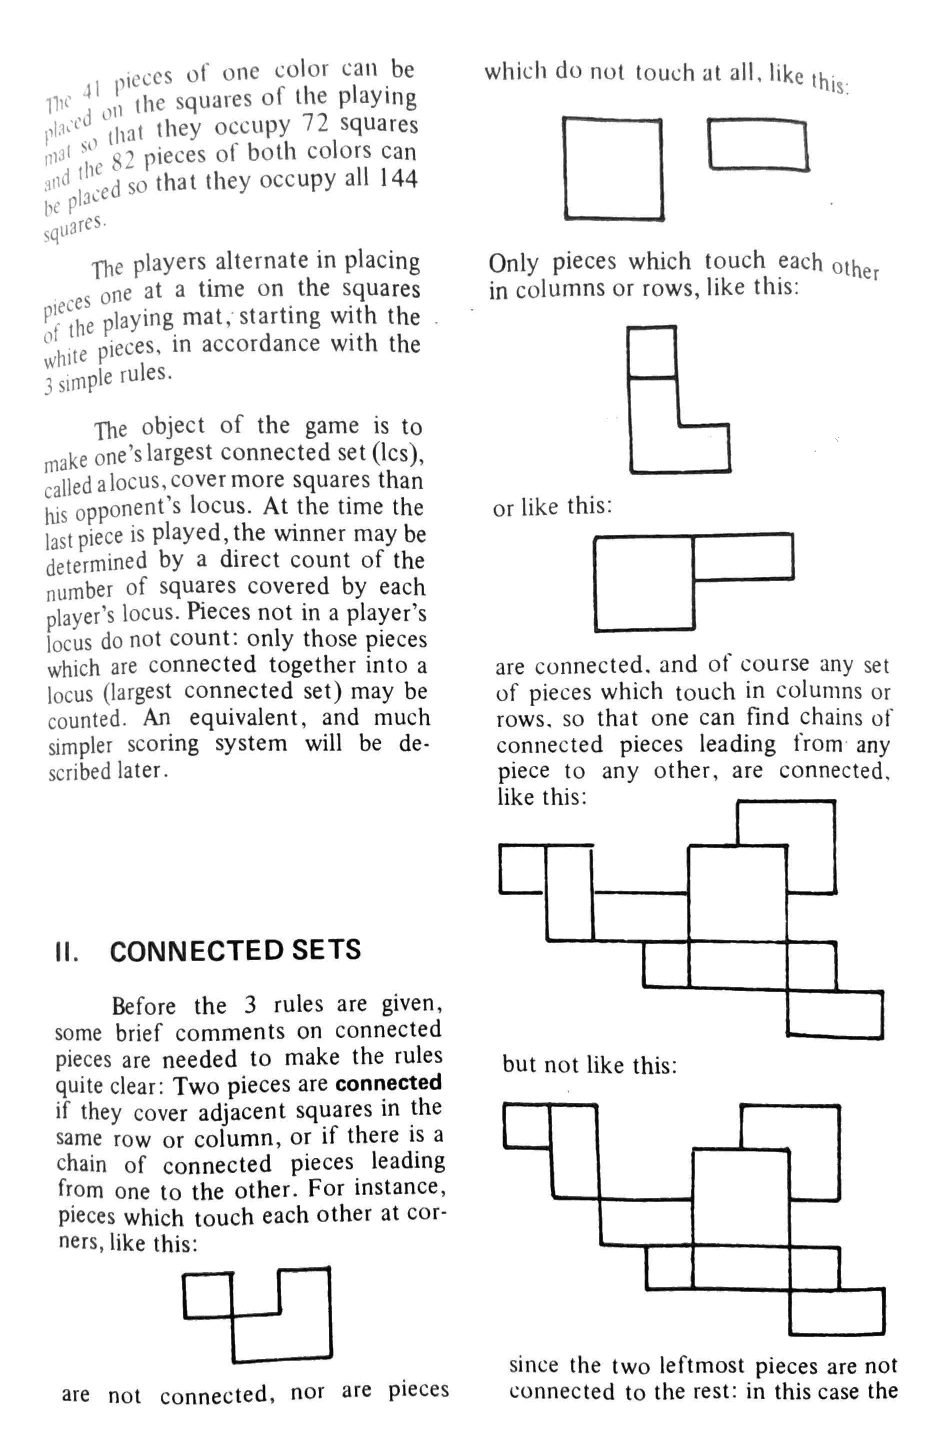 The 41 pieces of one color can be
placed on the squares of the playing
mat so that they occupy 72 squares
and the 82 pieces of both colors can
be placed so that they occupy all 144
squares.
The players alternate in placing
pieces one at a time on the squares
of the playing mat, starting with the
white pieces, in accordance with the
3 simple rules.
The object of the game is to
make one's largest connected set (lcs),
called a locus, cover more squares than
his opponent's locus. At the time the
last piece is played, the winner may be
determined by a direct count of the
number of squares covered by each
player's locus. Pieces not in a player's
locus do not count: only those pieces
which are connected together into a
locus (largest connected set) may be
counted. An equivalent, and much
simpler scoring system will be de-
scribed later.
II. CONNECTED SETS
Before the 3 rules are given,
some brief comments on connected
pieces are needed to make the rules
quite clear: Two pieces are connected
if they cover adjacent squares in the
same row or column, or if there is a
chain of connected pieces leading
from one to the other. For instance,
pieces which touch each other at cor-
ners, like this:
are not connected, nor are pieces
which do not touch at all, like this:
Only pieces which touch each other
in columns or rows, like this:
or like this:
are connected, and of course any set
of pieces which touch in columns or
rows, so that one can find chains of
connected pieces leading from any
piece to any other, are connected,
like this:
but not like this:
since the two leftmost pieces are not
connected to the rest: in this case the